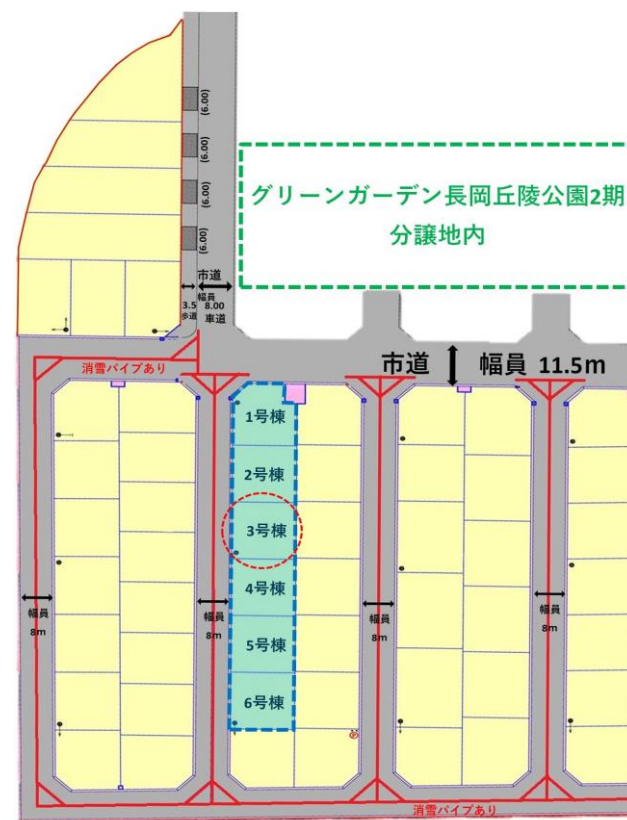 (6.00)
(6.00)
(6.00)
(6.00)
グリーンガーデン長岡丘陵公園2期
分譲地内
市道
幅員
3.5
歩道
8.00
車道
市道 幅員 11.5m
消雪パイプあり
1号棟
2号棟
3号棟
4号棟
5号棟
6号棟
幅員
8m
幅員
8m
幅員
8m
幅員
8m
消雪パイプあり